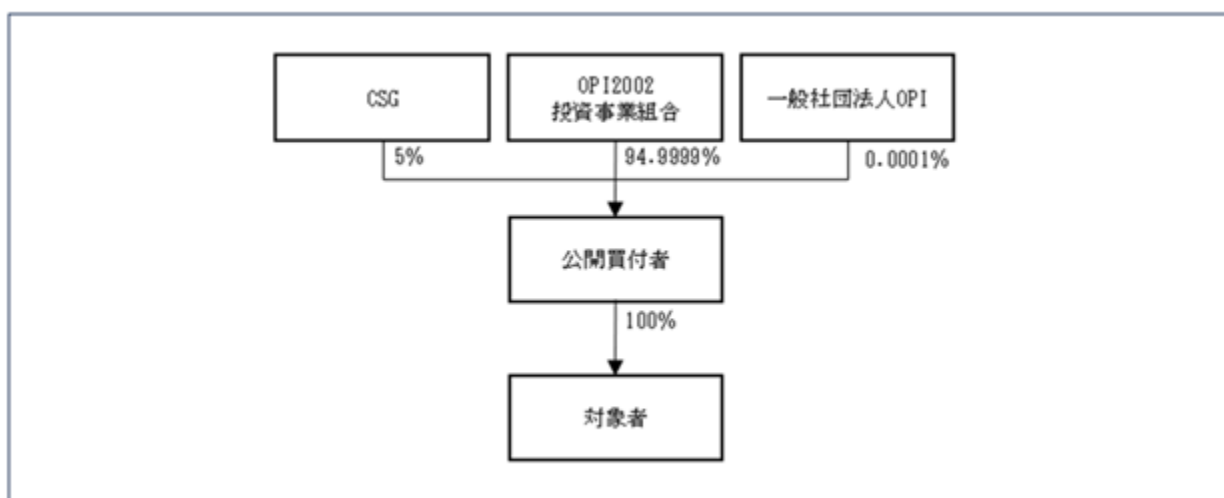 CSG
OPI2002
投資事業組合
一般社団法人OPI
5%
94.9999%
0.0001%
公開買付者
100%
対象者